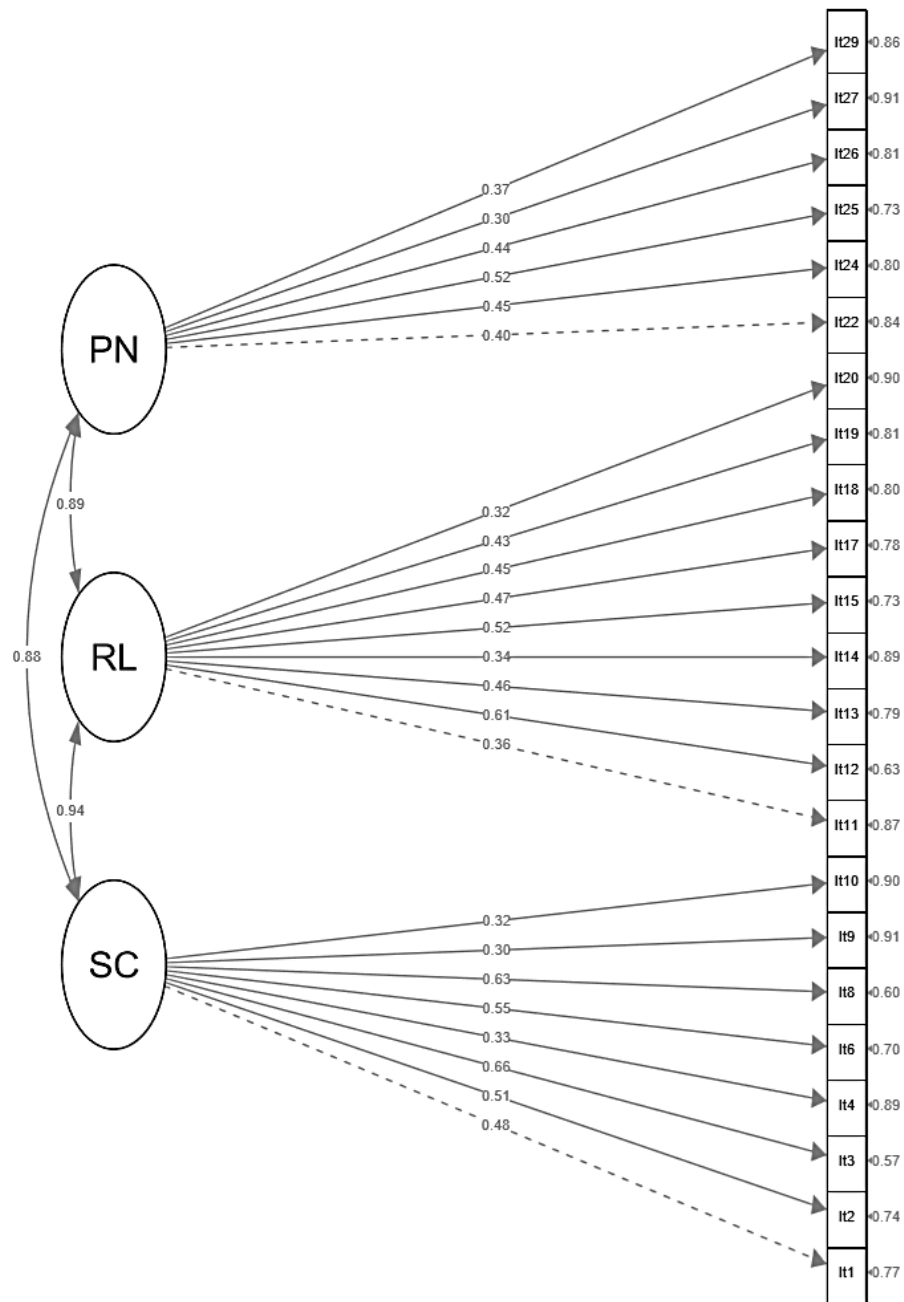 It29 0.86
It27 0.91
It26 0.81
0.37
It25 0.73
0.30
0.44
It24 0.80
0.52
0.45
It22 0.84
0.40
PN
It20 0.90
It19 0.81
It18 0.80
0.89
0.32
0.43
It17 0.78
0.45
0.47
It15 0.73
0.52
0.88
RL
0.34
It14 0.89
0.46
It13 0.79
0.61
0.36
It12 0.63
0.94
It11 0.87
It10 0.90
0.32
It9 0.91
0.30
SC
0.63
It8 0.60
0.55
0.33
It6 0.70
0.66
0.51
It4 0.89
0.48
It3 0.57
It2 0.74
It1 0.77